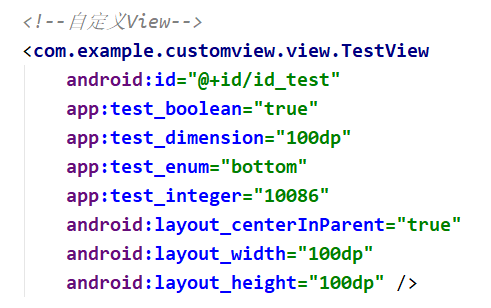 <!--自定义View-->
<com.example.customview.view.TestView
android:id="@+id/id_test"
app:test_boolean="true"
app:test_dimension="100dp"
app:test_enum="bottom"
app:test_integer="10086"
android:layout_centerInParent="true"
android:layout_width="100dp"
android:layout_height="100dp" />